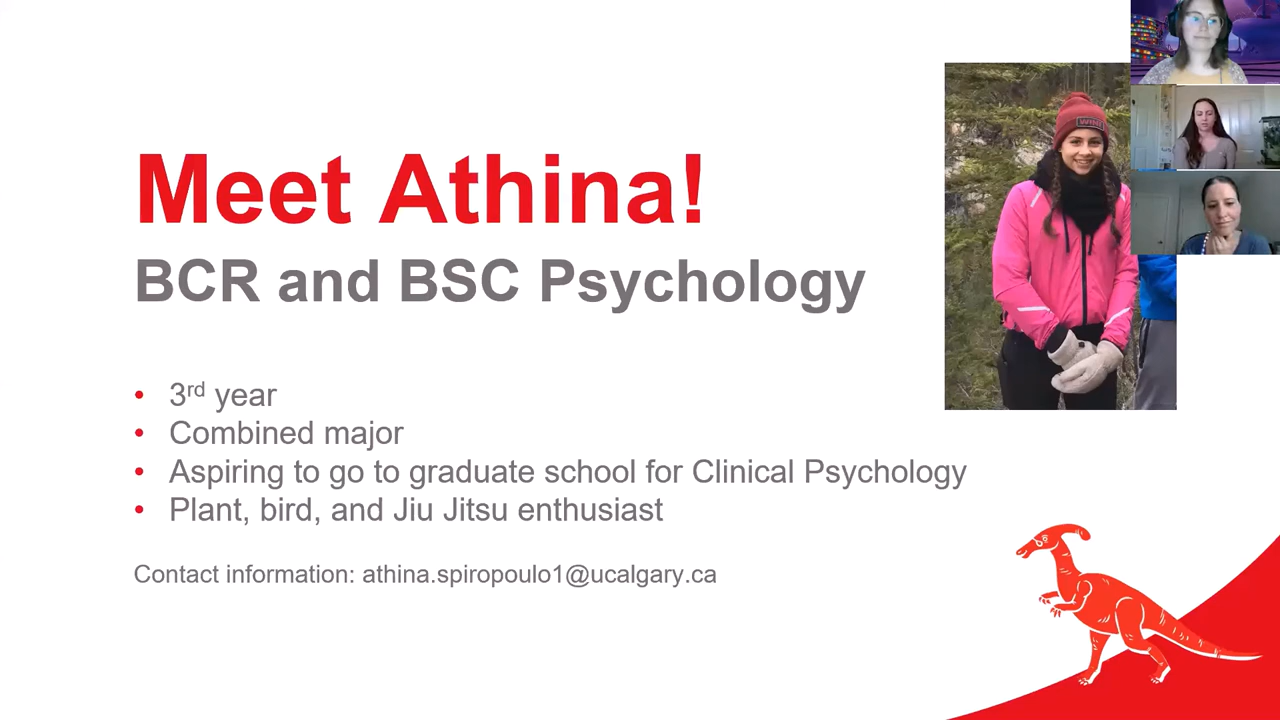 Meet Athina!
BCR and BSC Psychology
• 3rd year
• Combined major
• Aspiring to go to graduate school for Clinical Psychology
• Plant, bird, and Jiu Jitsu enthusiast
Contact information: athina.spiropoulo1@ucalgary.ca